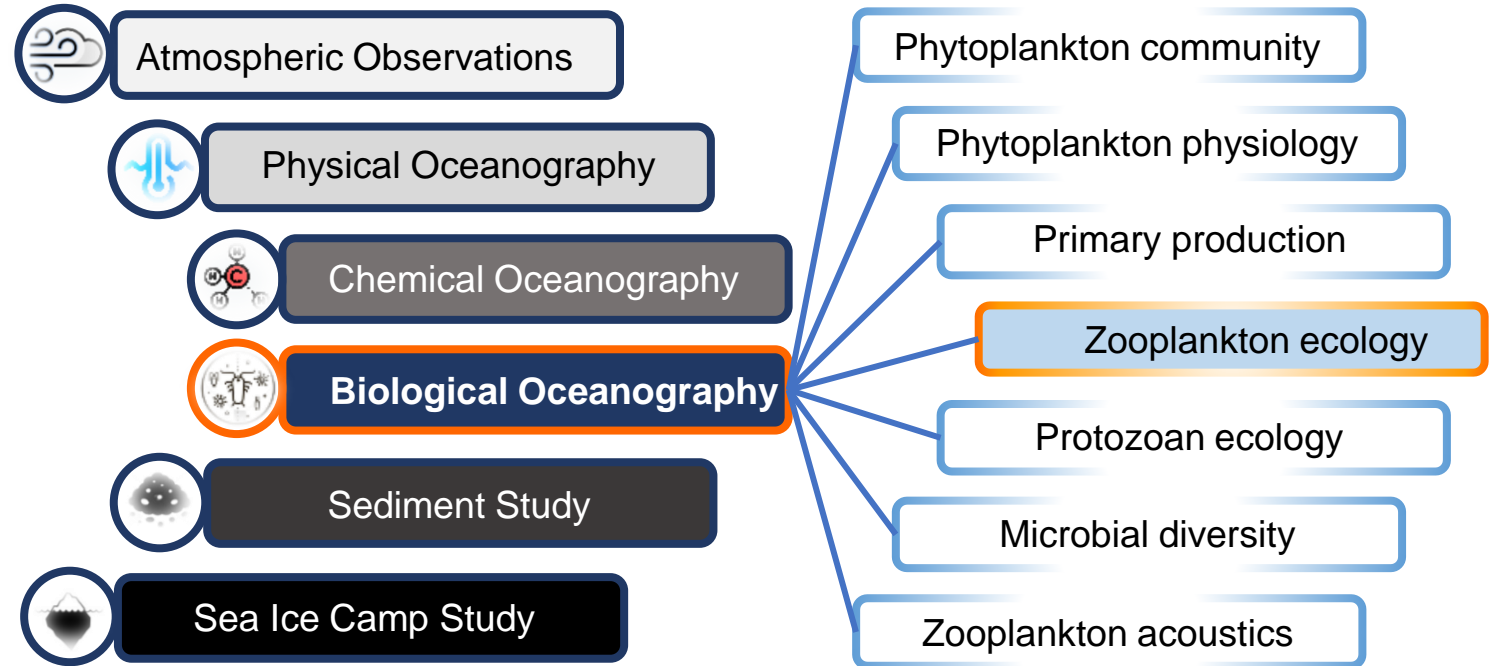 Atmospheric Observations
Physical Oceanography
Chemical Oceanography
Biological Oceanography
Sediment Study
Sea Ice Camp Study
Phytoplankton community
Phytoplankton physiology
Primary production
Zooplankton ecology
Protozoan ecology
Microbial diversity
Zooplankton acoustics
H
H
C
H
H